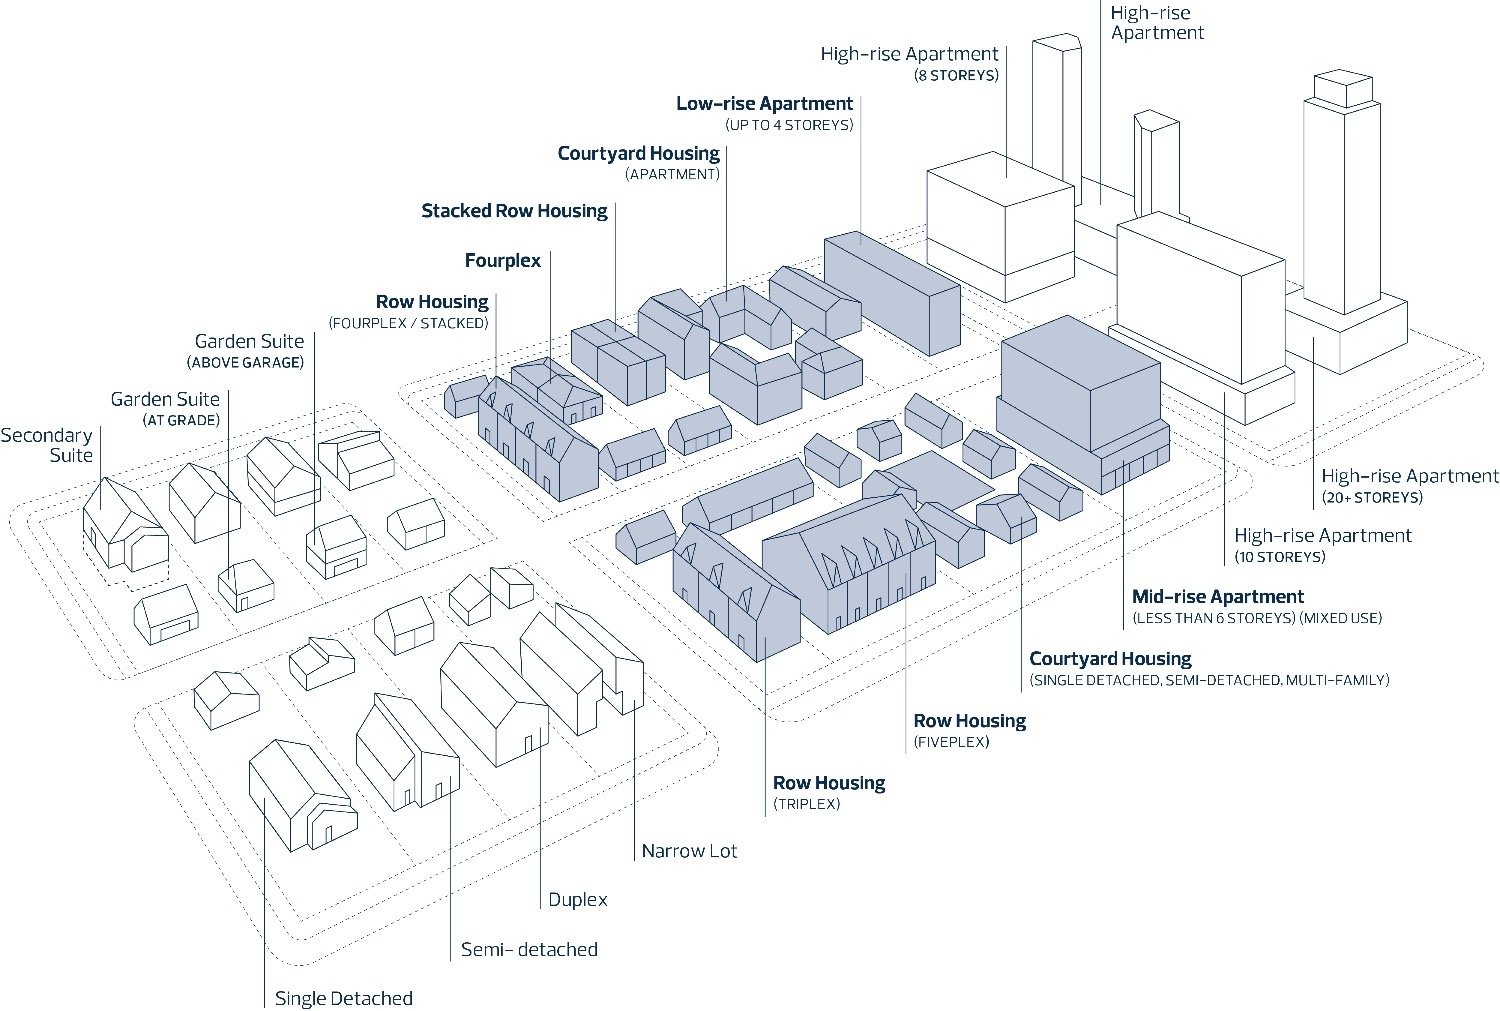 High-rise
Apartment
High-rise Apartment
(8 STOREYS)
Low-rise Apartment
(UP TO 4 STOREYS)
Courtyard Housing
(APARTMENT)
Stacked Row Housing
Fourplex
Row Housing
(FOURPLEX / STACKED)
Garden Suite
(ABOVE GARAGE)
Garden Suite
(AT GRADE)
Secondary
Suite
High-rise Apartment
(20+ STOREYS)
High-rise Apartment
(10 STOREYS)
Mid-rise Apartment
(LESS THAN 6 STOREYS) (MIXED USE)
Courtyard Housing
(SINGLE DETACHED, SEMI-DETACHED, MULTI-FAMILY)
Row Housing
(FIVEPLEX)
Row Housing
(TRIPLEX)
Narrow Lot
Duplex
Semi- detached
Single Detached